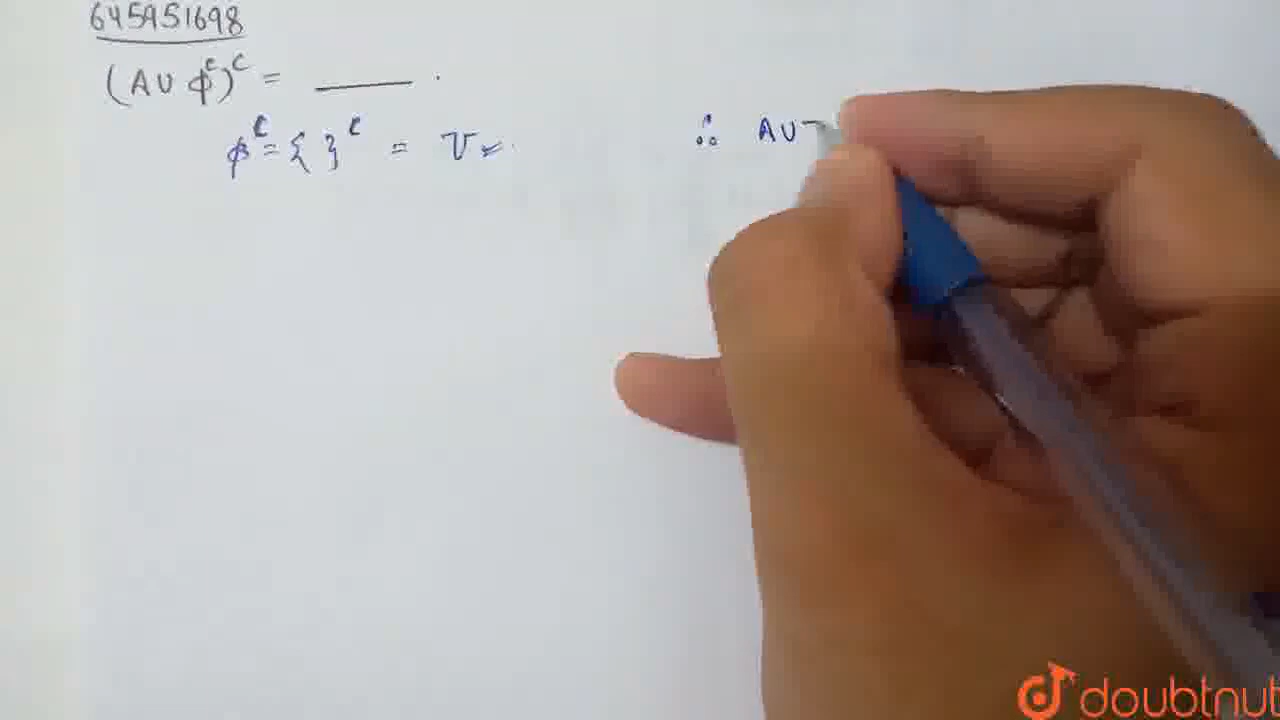 645951698
(A∪ ϕᶜ)ᶜ = ______ .
ϕᶜ = { }ᶜ = U ∴ A∪
doubtnut